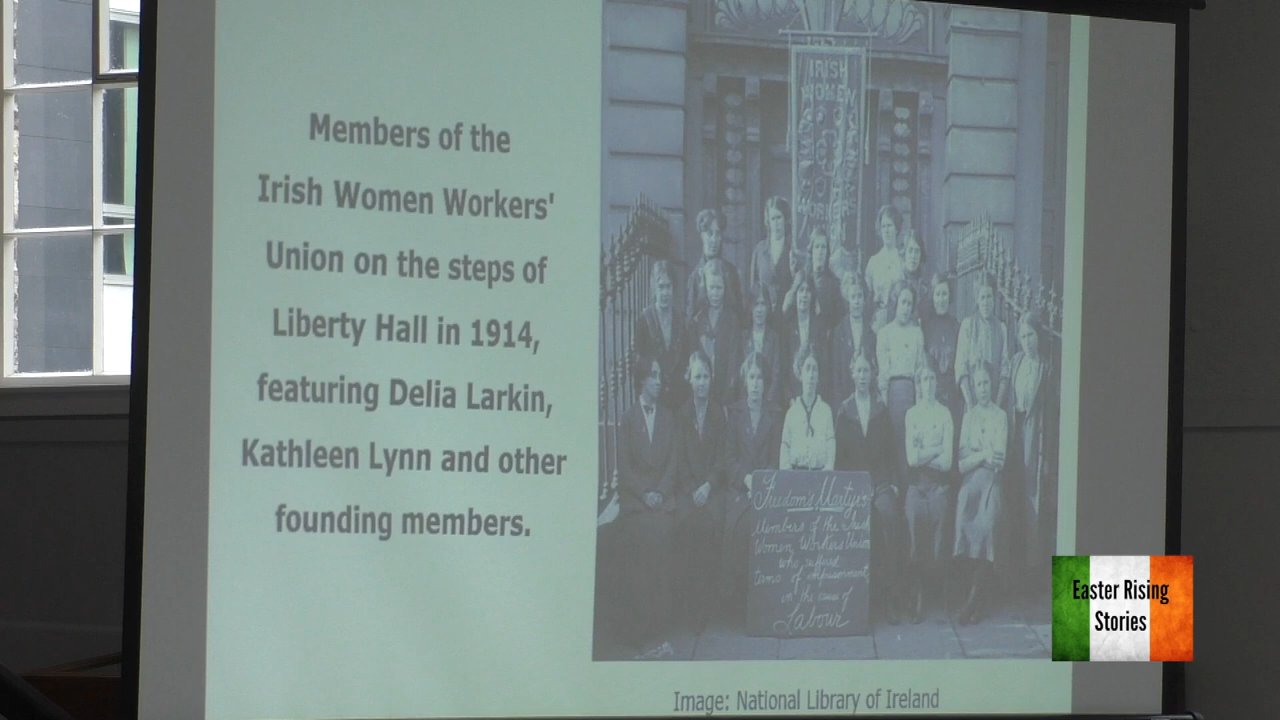 Members of the
Irish Women Workers'
Union on the steps of
Liberty Hall in 1914,
featuring Delia Larkin,
Kathleen Lynn and other
founding members.
IRISH
WOMEN
Freedom's Martyrs
Members of the Irish
Women Workers Union
who suffered
terms of imprisonment
in the cause of
Labour
Image: National Library of Ireland
Easter Rising
Stories